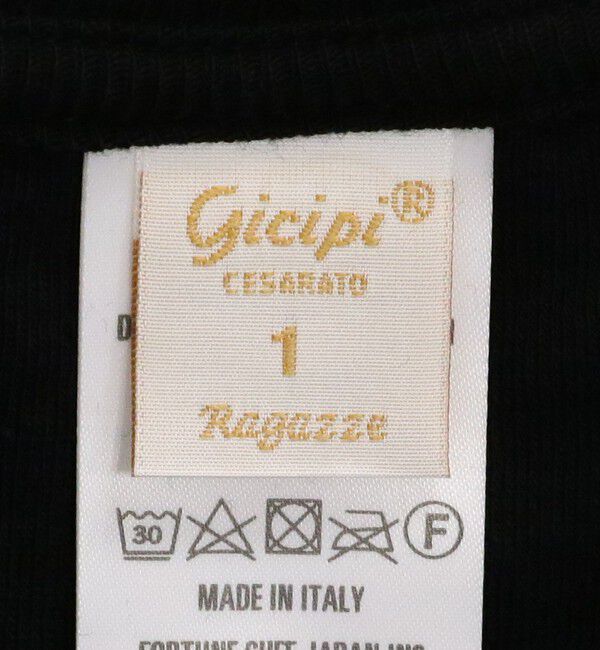 Gicipi®
CESARATO
1
Ragazze
D
30
F
MADE IN ITALY